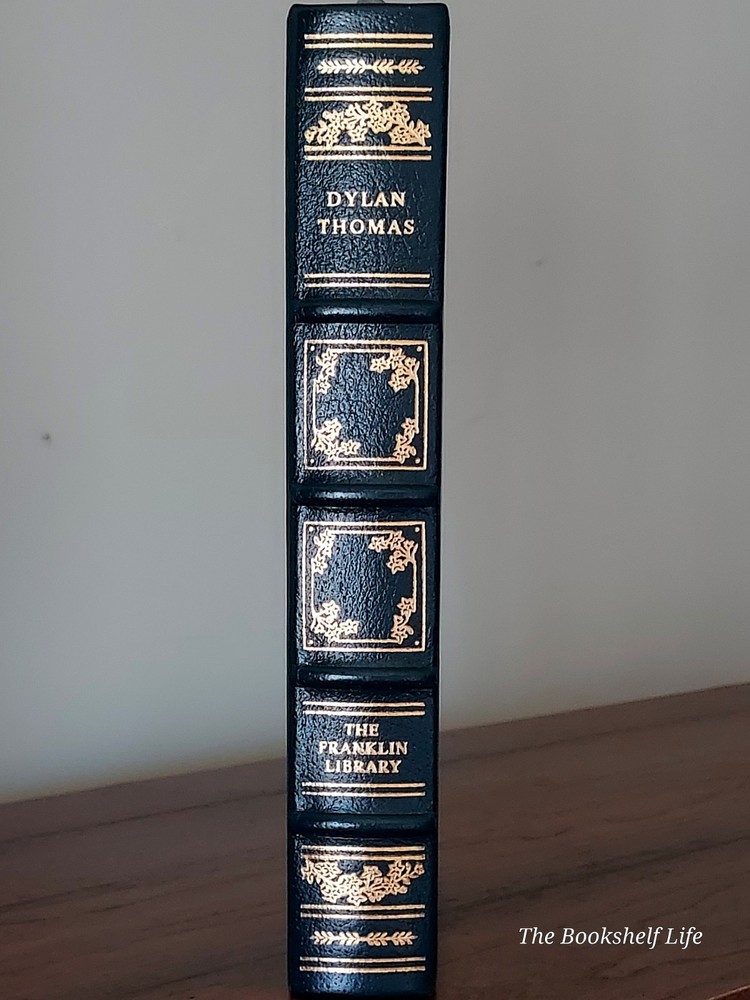 DYLAN
THOMAS
THE
FRANKLIN
LIBRARY
The Bookshelf Life